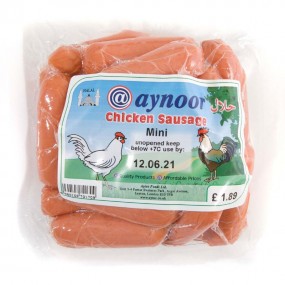 HALAL
@aynoor
حلال
Chicken Sausage
Mini
unopened keep
below +7C use by:
12.06.21
Quality Products Affordable Prices
£ 1.89